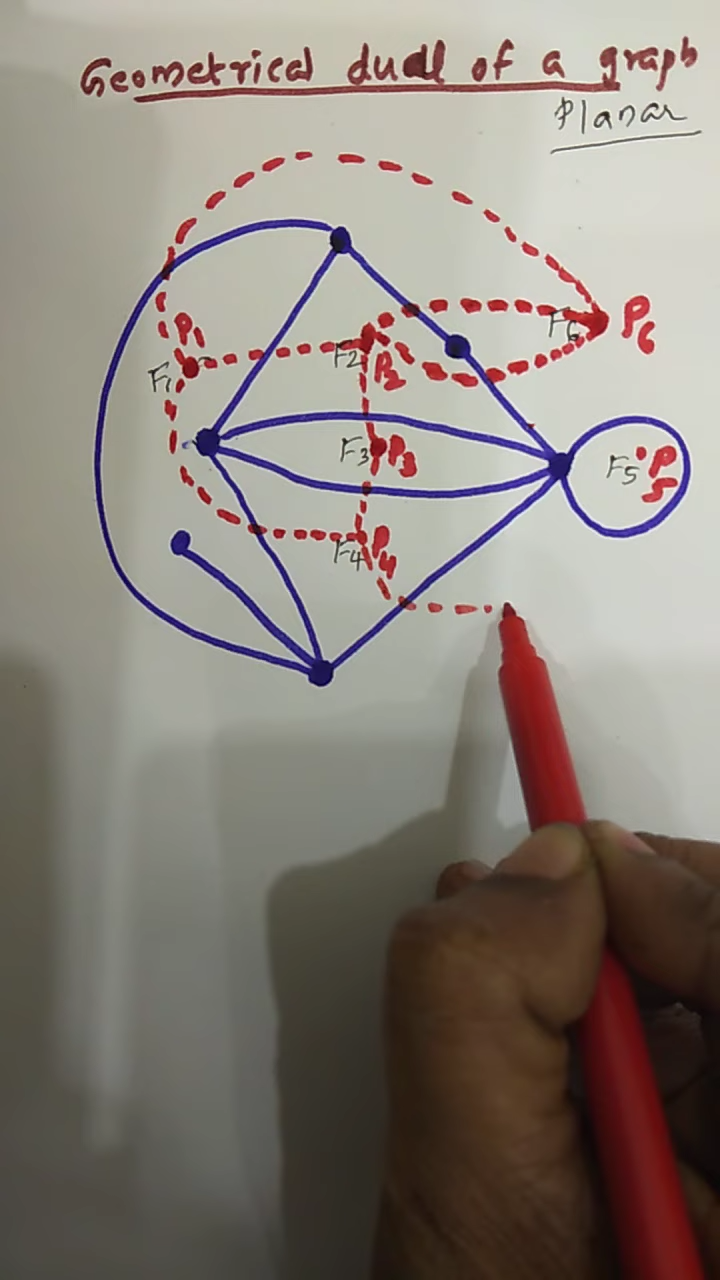 Geometrical dual of a graph
Planar
F6 P6
P1
F2
P2
F1
F3 P3
F5 P5
F4 P4